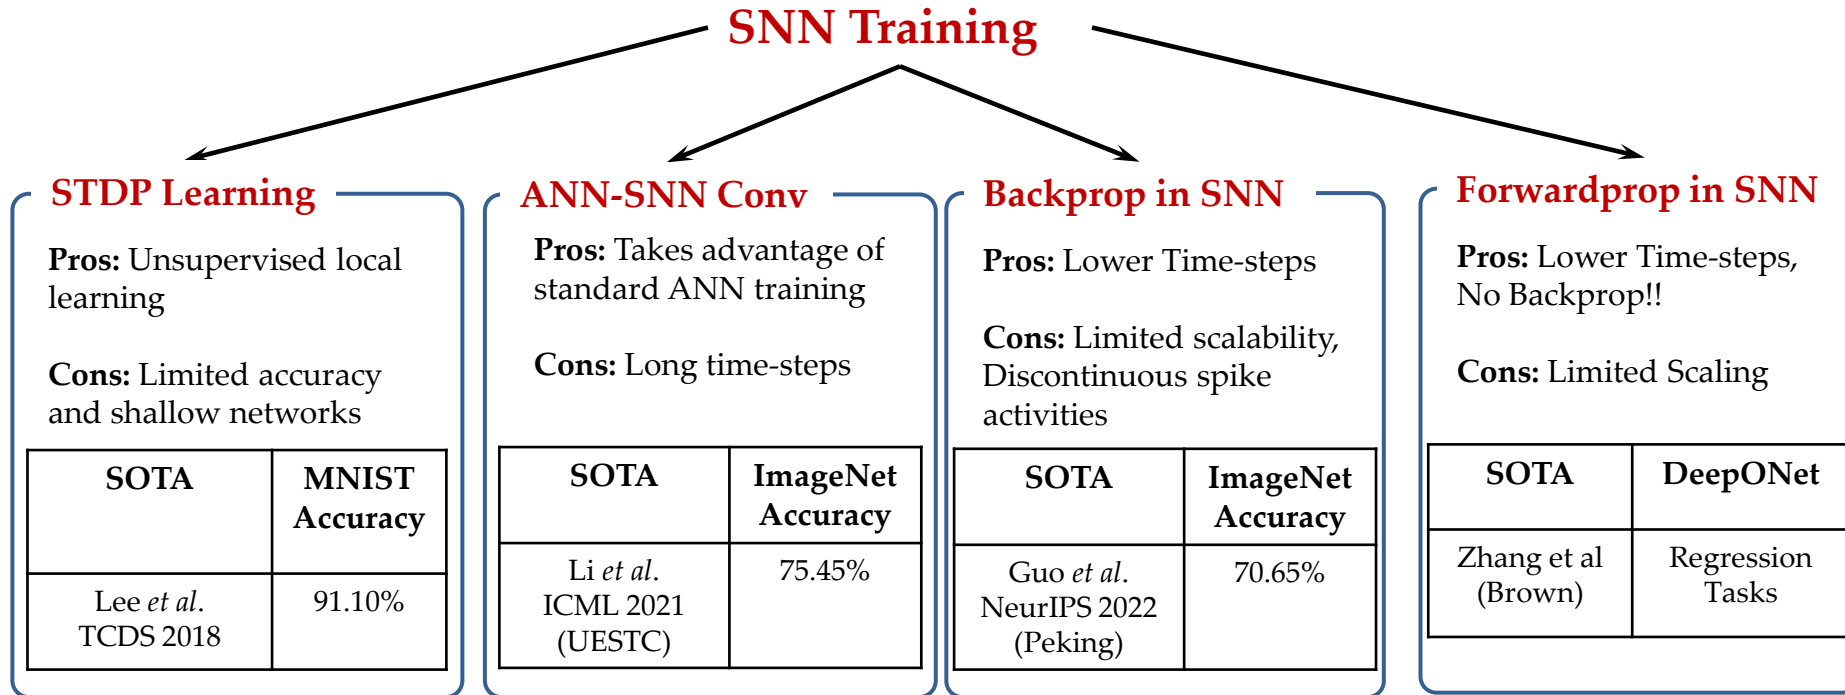 SNN Training
STDP Learning
Pros: Unsupervised local
learning
Cons: Limited accuracy
and shallow networks
SOTA
MNIST
Accuracy
Lee et al.
TCDS 2018
91.10%
ANN-SNN Conv
Pros: Takes advantage of
standard ANN training
Cons: Long time-steps
SOTA
ImageNet
Accuracy
Li et al.
ICML 2021
(UESTC)
75.45%
Backprop in SNN
Pros: Lower Time-steps
Cons: Limited scalability,
Discontinuous spike
activities
SOTA
ImageNet
Accuracy
Guo et al.
NeurIPS 2022
(Peking)
70.65%
Forwardprop in SNN
Pros: Lower Time-steps,
No Backprop!!
Cons: Limited Scaling
SOTA
DeepONet
Zhang et al
(Brown)
Regression
Tasks